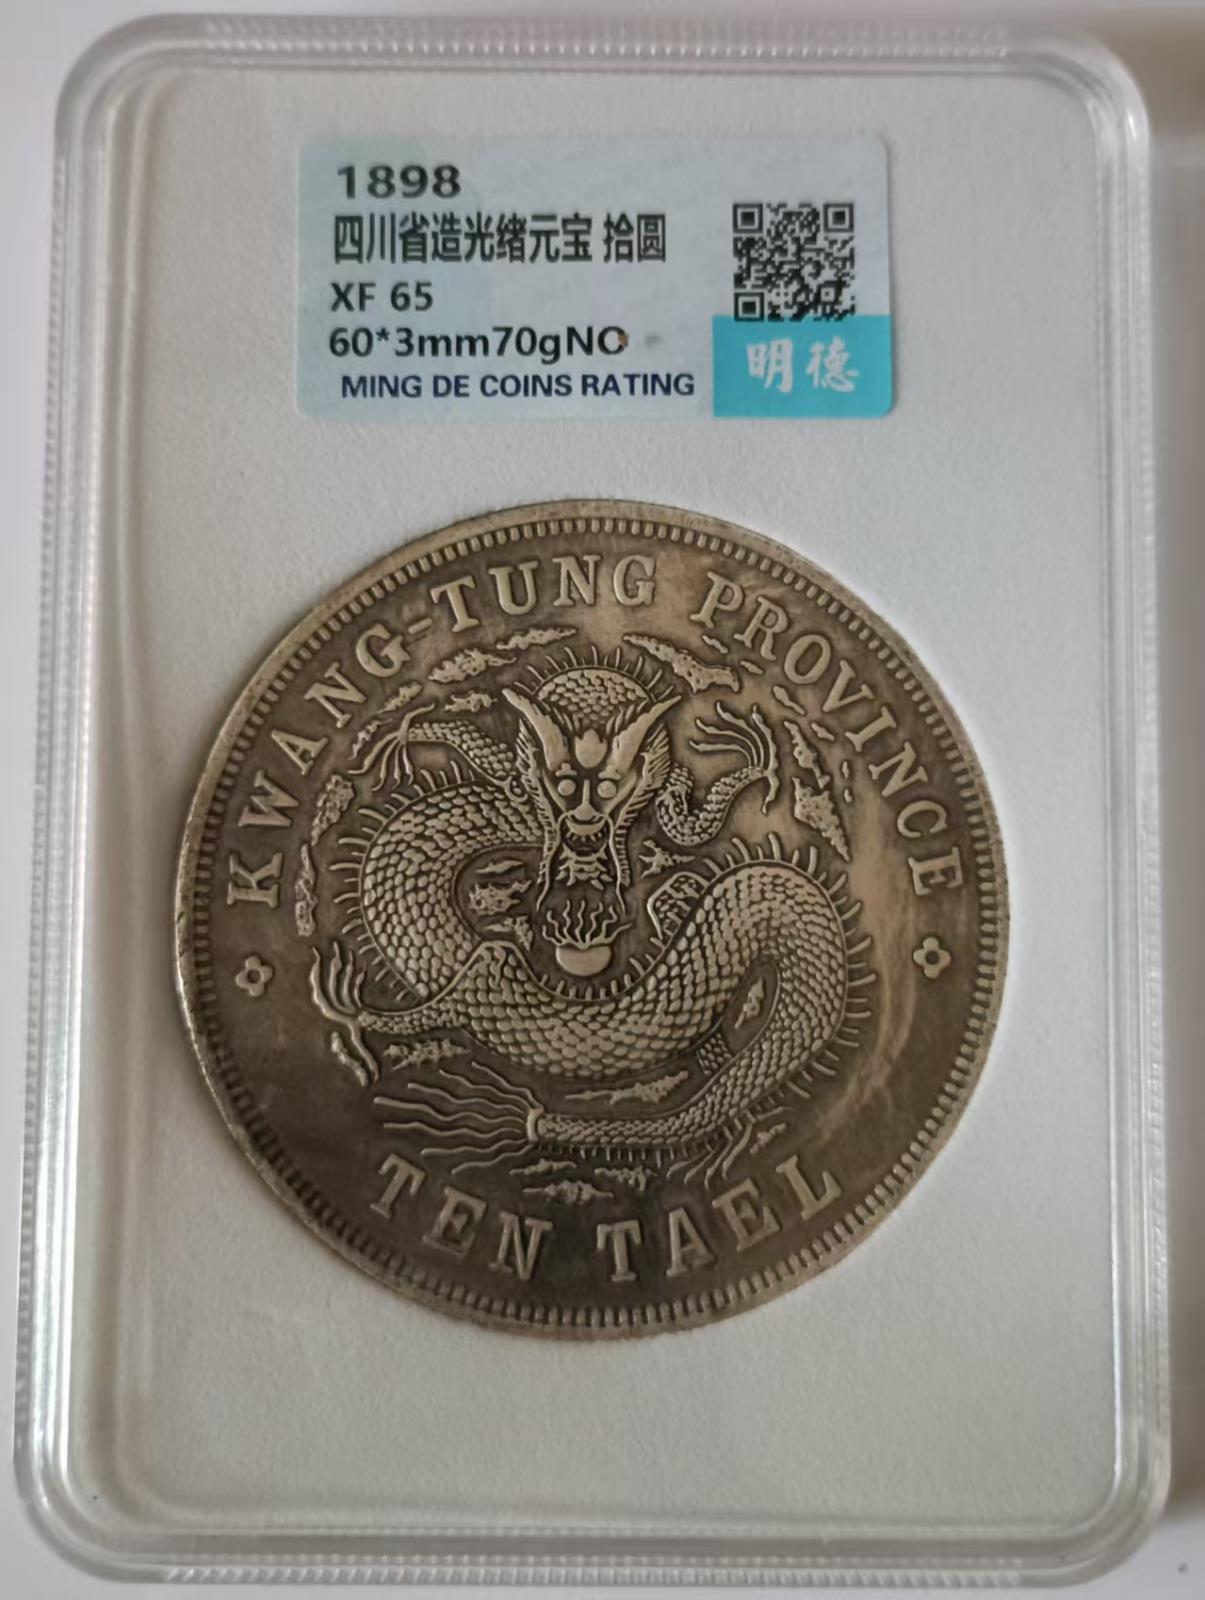 1898
四川省造光绪元宝 拾圆
XF 65
60*3mm70gNO
MING DE COINS RATING
明德
KWANG-TUNG PROVINCE
TEN TAEL